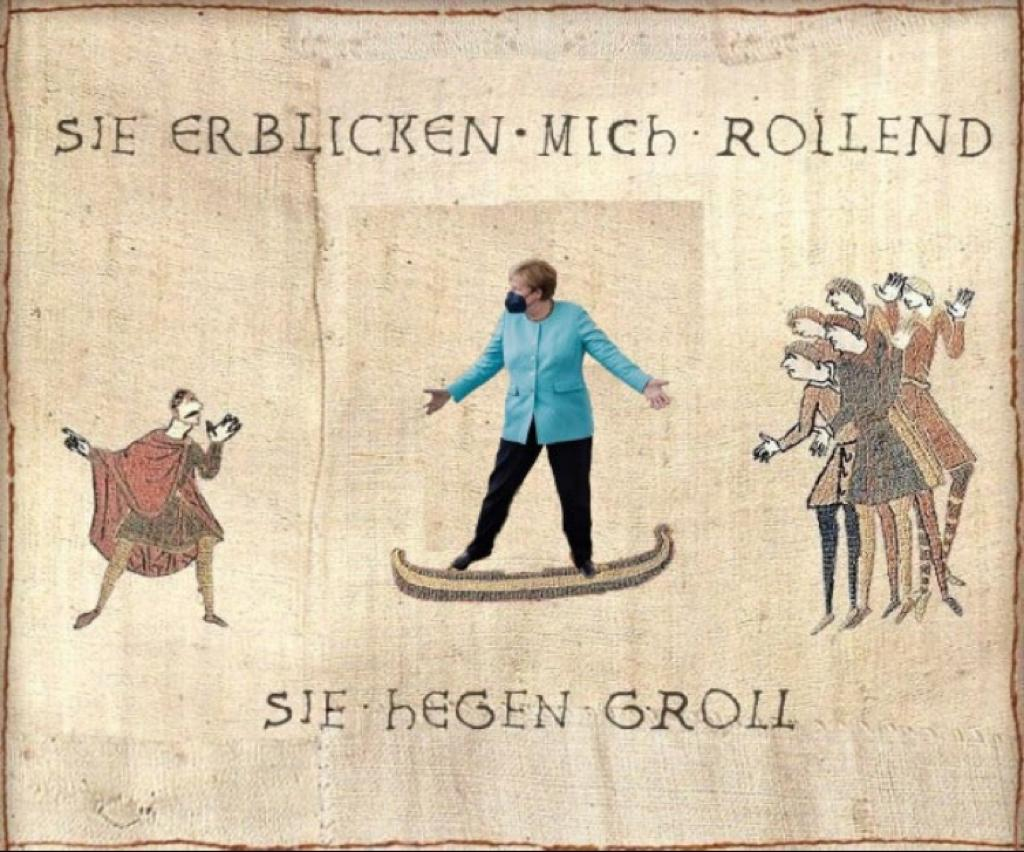 SIE ERBLICKEN · MICH · ROLLEND
SIE · HEGEN · GROLL